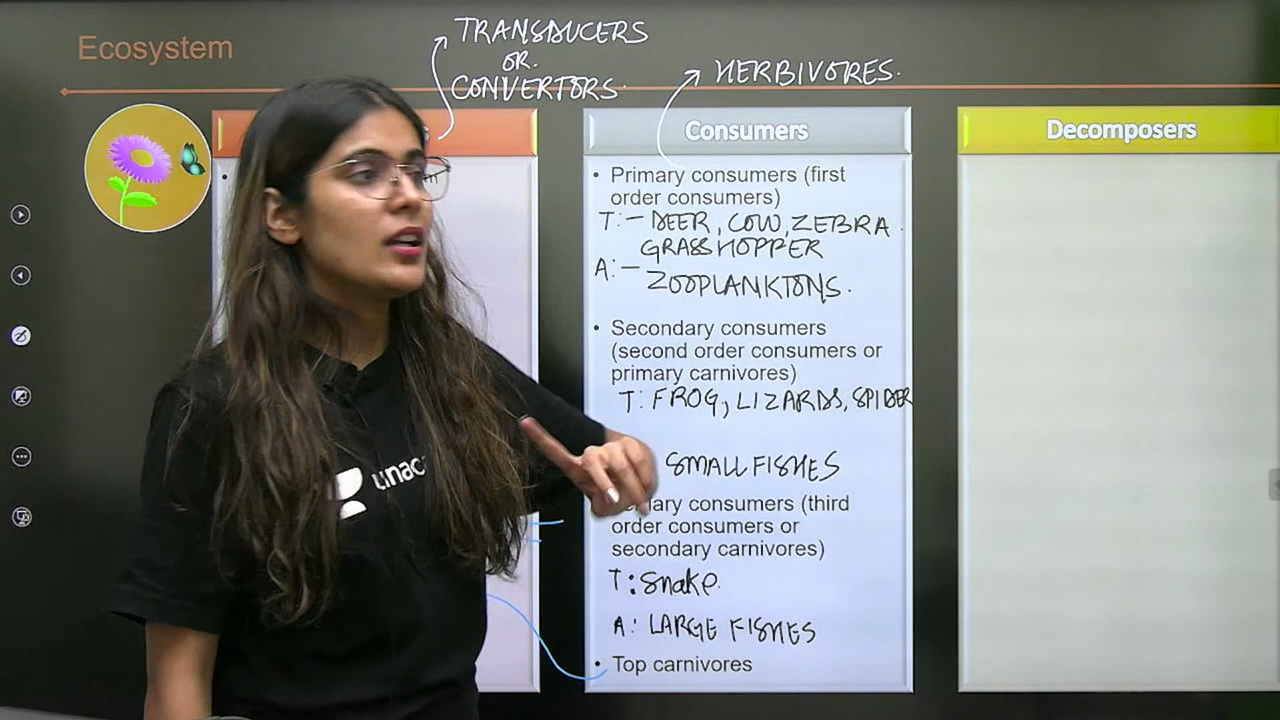 Ecosystem
TRANSDUCERS
OR.
CONVERTORS.
HERBIVORES.
Consumers
• Primary consumers (first
order consumers)
T:- DEER, COW, ZEBRA.
GRASSHOPPER
A:-
ZOOPLANKTONS.
• Secondary consumers
(second order consumers or
primary carnivores)
T: FROG, LIZARDS, SPIDER
SMALL FISHES
consumers (third
order consumers or
secondary carnivores)
T: Snake.
A: LARGE FISHES
• Top carnivores
Decomposers